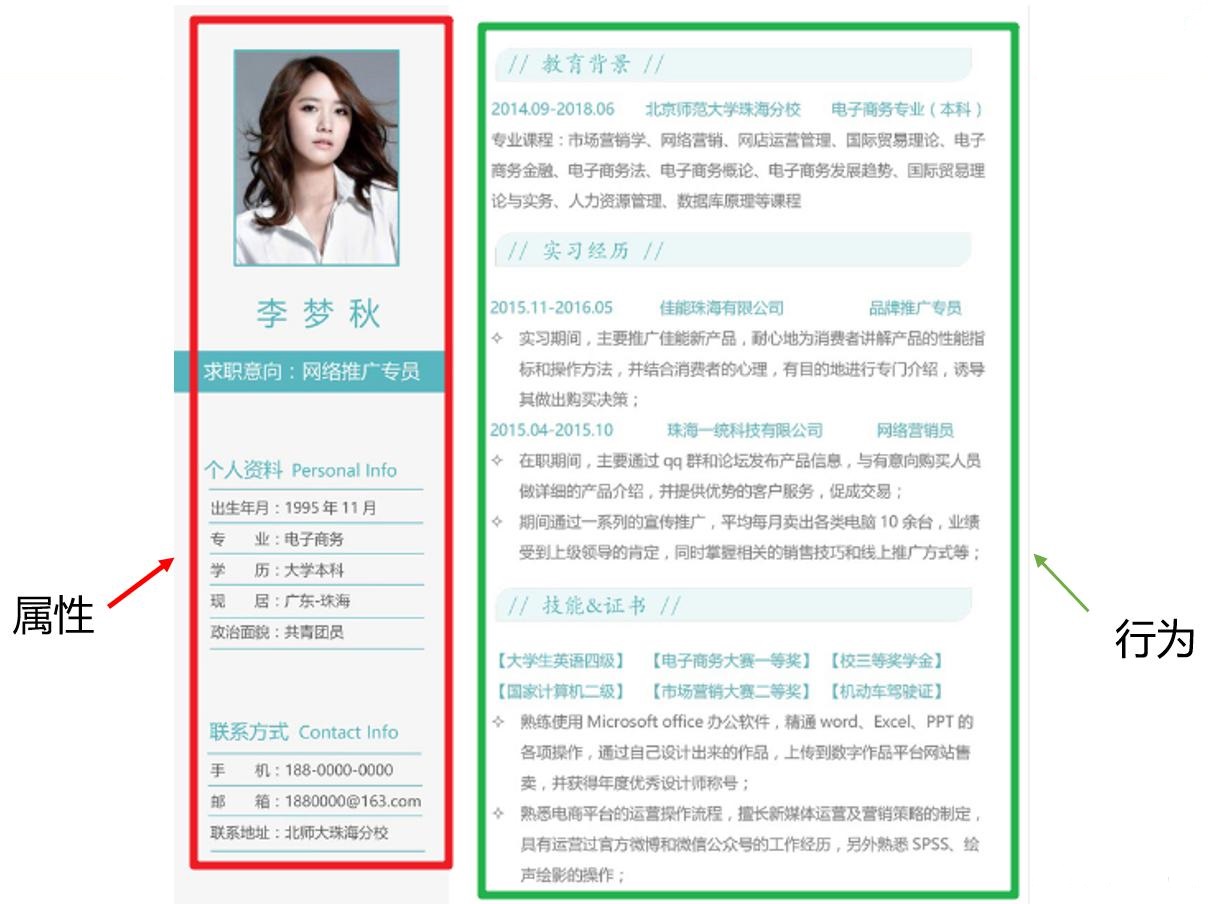 李梦秋
求职意向：网络推广专员
个人资料 Personal Info
出生年月：1995 年 11 月
专 业：电子商务
学 历：大学本科
现 居：广东-珠海
政治面貌：共青团员
联系方式 Contact Info
手 机：188-0000-0000
邮 箱：1880000@163.com
联系地址：北师大珠海分校
属性
// 教育背景 //
2014.09-2018.06 北京师范大学珠海分校 电子商务专业（本科）
专业课程：市场营销学、网络营销、网店运营管理、国际贸易理论、电子
商务金融、电子商务法、电子商务概论、电子商务发展趋势、国际贸易理
论与实务、人力资源管理、数据库原理等课程
// 实习经历 //
2015.11-2016.05 佳能珠海有限公司 品牌推广专员
✧ 实习期间，主要推广佳能新产品，耐心地为消费者讲解产品的性能指
标和操作方法，并结合消费者的心理，有目的地进行专门介绍，诱导
其做出购买决策；
2015.04-2015.10 珠海一统科技有限公司 网络营销员
✧ 在职期间，主要通过 qq 群和论坛发布产品信息，与有意向购买人员
做详细的产品介绍，并提供优势的客户服务，促成交易；
✧ 期间通过一系列的宣传推广，平均每月卖出各类电脑 10 余台，业绩
受到上级领导的肯定，同时掌握相关的销售技巧和线上推广方式等；
// 技能&证书 //
【大学生英语四级】 【电子商务大赛一等奖】 【校三等奖学金】
【国家计算机二级】 【市场营销大赛二等奖】 【机动车驾驶证】
✧ 熟练使用 Microsoft office 办公软件，精通 word、Excel、PPT 的
各项操作，通过自己设计出来的作品，上传到数字作品平台网站售
卖，并获得年度优秀设计师称号；
✧ 熟悉电商平台的运营操作流程，擅长新媒体运营及营销策略的制定，
具有运营过官方微博和微信公众号的工作经历，另外熟悉 SPSS、绘
声绘影的操作；
行为